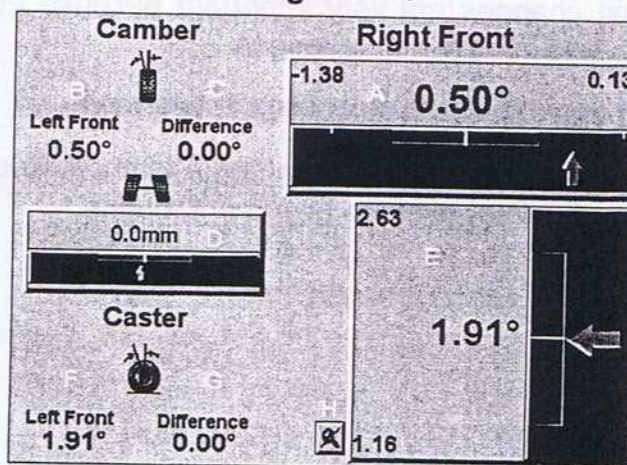 Camber
B C
Left Front Difference
0.50° 0.00°
0.0mm D
Caster
F G
Left Front Difference
1.91° 0.00°
Right Front
-1.38 A 0.50° 0.13
2.63
E
1.91°
H
1.16